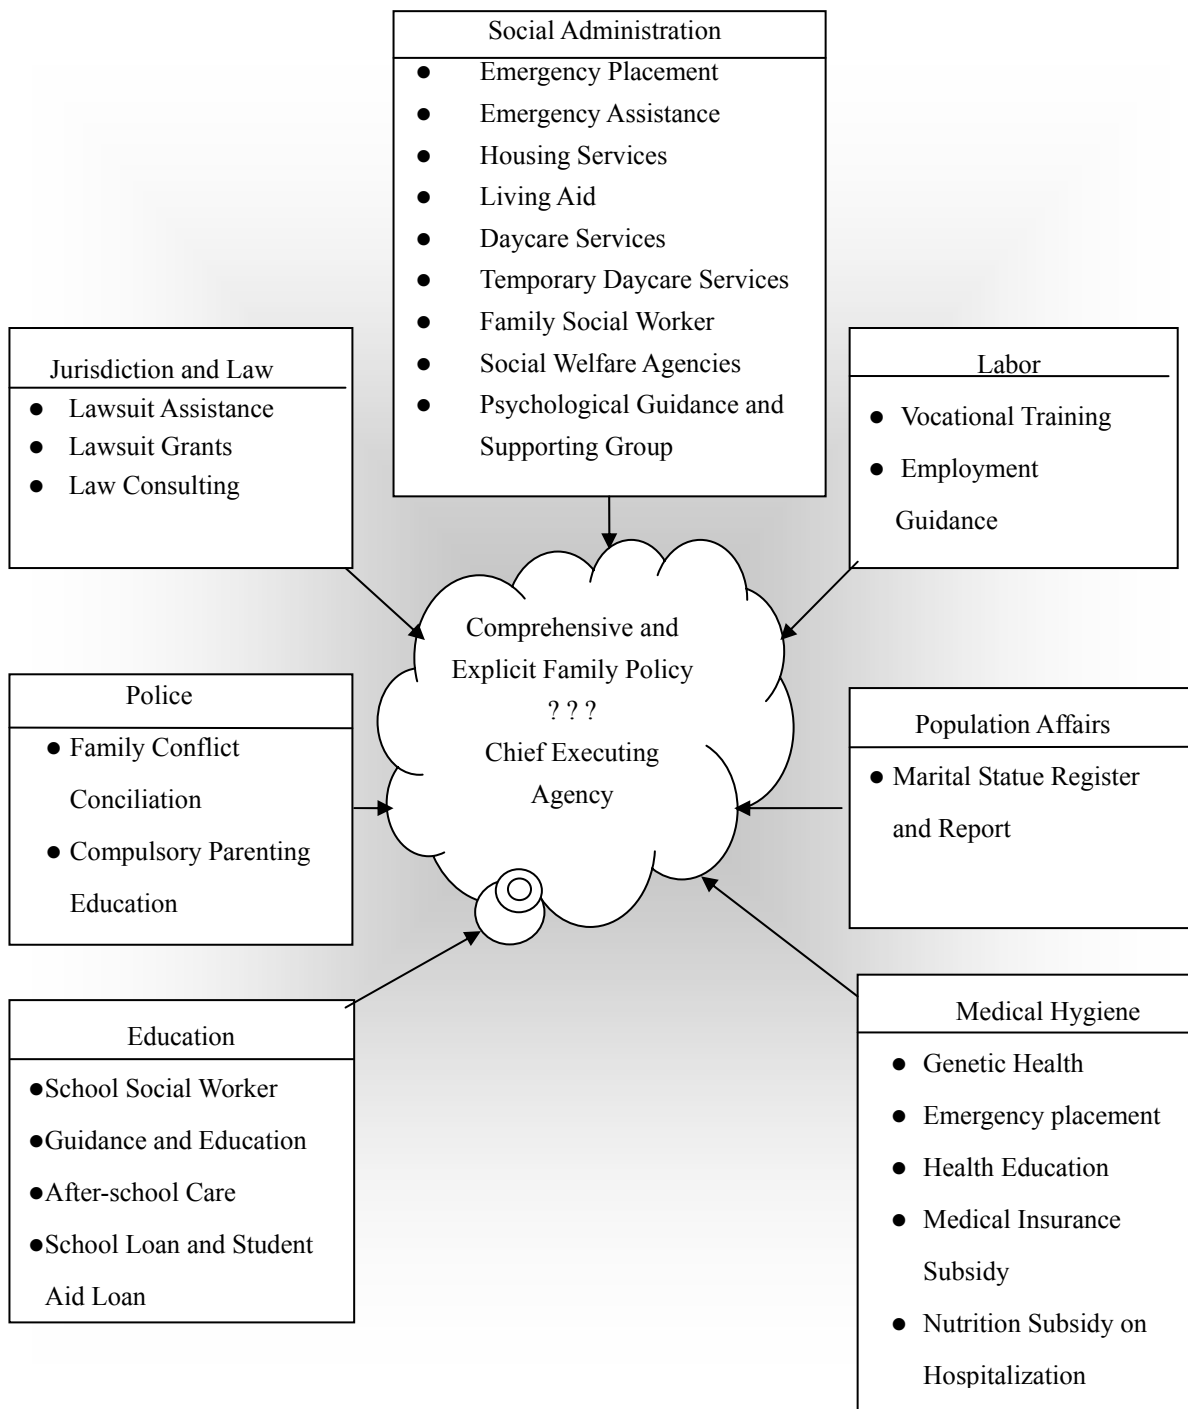 Social Administration
● Emergency Placement
● Emergency Assistance
● Housing Services
● Living Aid
● Daycare Services
● Temporary Daycare Services
● Family Social Worker
● Social Welfare Agencies
● Psychological Guidance and
Supporting Group
Jurisdiction and Law
● Lawsuit Assistance
● Lawsuit Grants
● Law Consulting
Labor
● Vocational Training
● Employment
Guidance
Comprehensive and
Explicit Family Policy
? ? ?
Chief Executing
Agency
Police
● Family Conflict
Conciliation
● Compulsory Parenting
Education
Population Affairs
● Marital Statue Register
and Report
Education
●School Social Worker
●Guidance and Education
●After-school Care
●School Loan and Student
Aid Loan
Medical Hygiene
● Genetic Health
● Emergency placement
● Health Education
● Medical Insurance
Subsidy
● Nutrition Subsidy on
Hospitalization